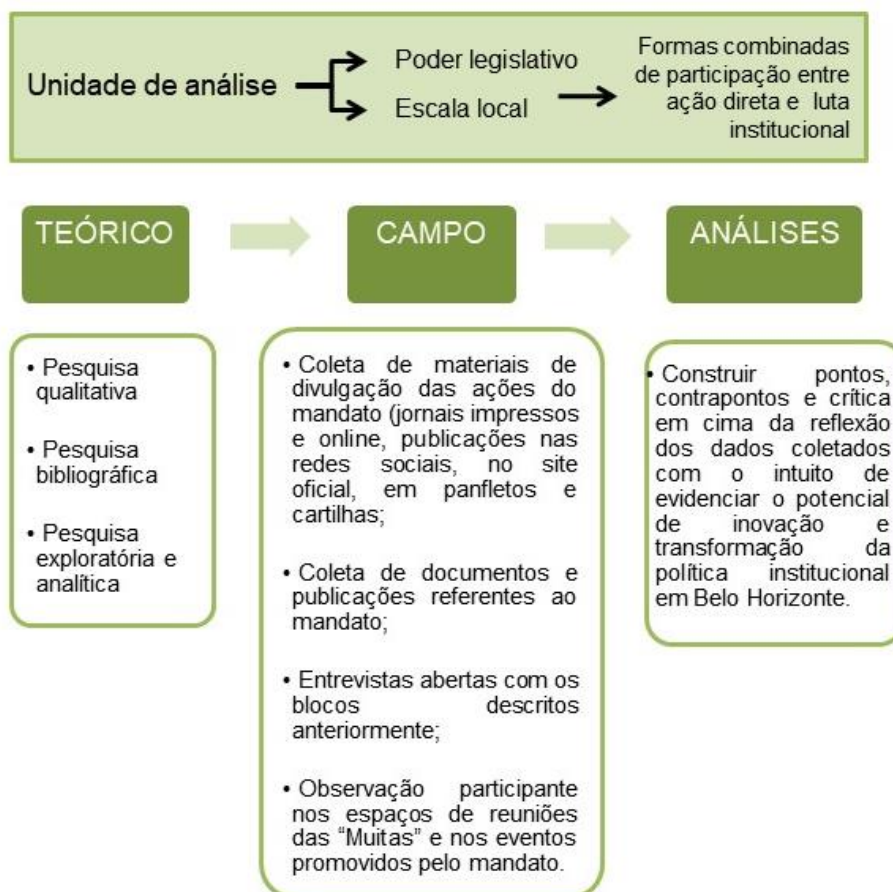 Unidade de análise
Poder legislativo
Escala local
Formas combinadas
de participação entre
ação direta e luta
institucional
TEÓRICO
CAMPO
ANÁLISES
• Pesquisa
qualitativa
• Pesquisa
bibliográfica
• Pesquisa
exploratória e
analítica
• Coleta de materiais de
divulgação das ações do
mandato (jornais impressos
e online, publicações nas
redes sociais, no site
oficial, em panfletos e
cartilhas;
• Coleta de documentos e
publicações referentes ao
mandato;
• Entrevistas abertas com os
blocos descritos
anteriormente;
• Observação participante
nos espaços de reuniões
das “Muitas” e nos eventos
promovidos pelo mandato.
• Construir pontos,
contrapontos e crítica
em cima da reflexão
dos dados coletados
com o intuito de
evidenciar o potencial
de inovação e
transformação da
política institucional
em Belo Horizonte.